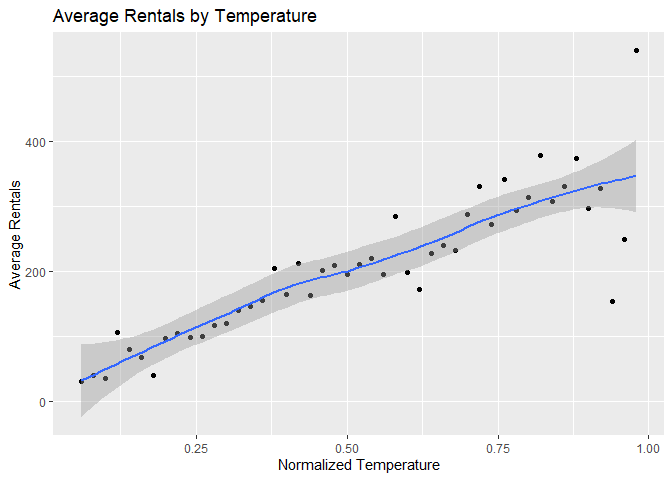 Average Rentals by Temperature
Average Rentals
400
200
0
0.25 0.50 0.75 1.00
Normalized Temperature